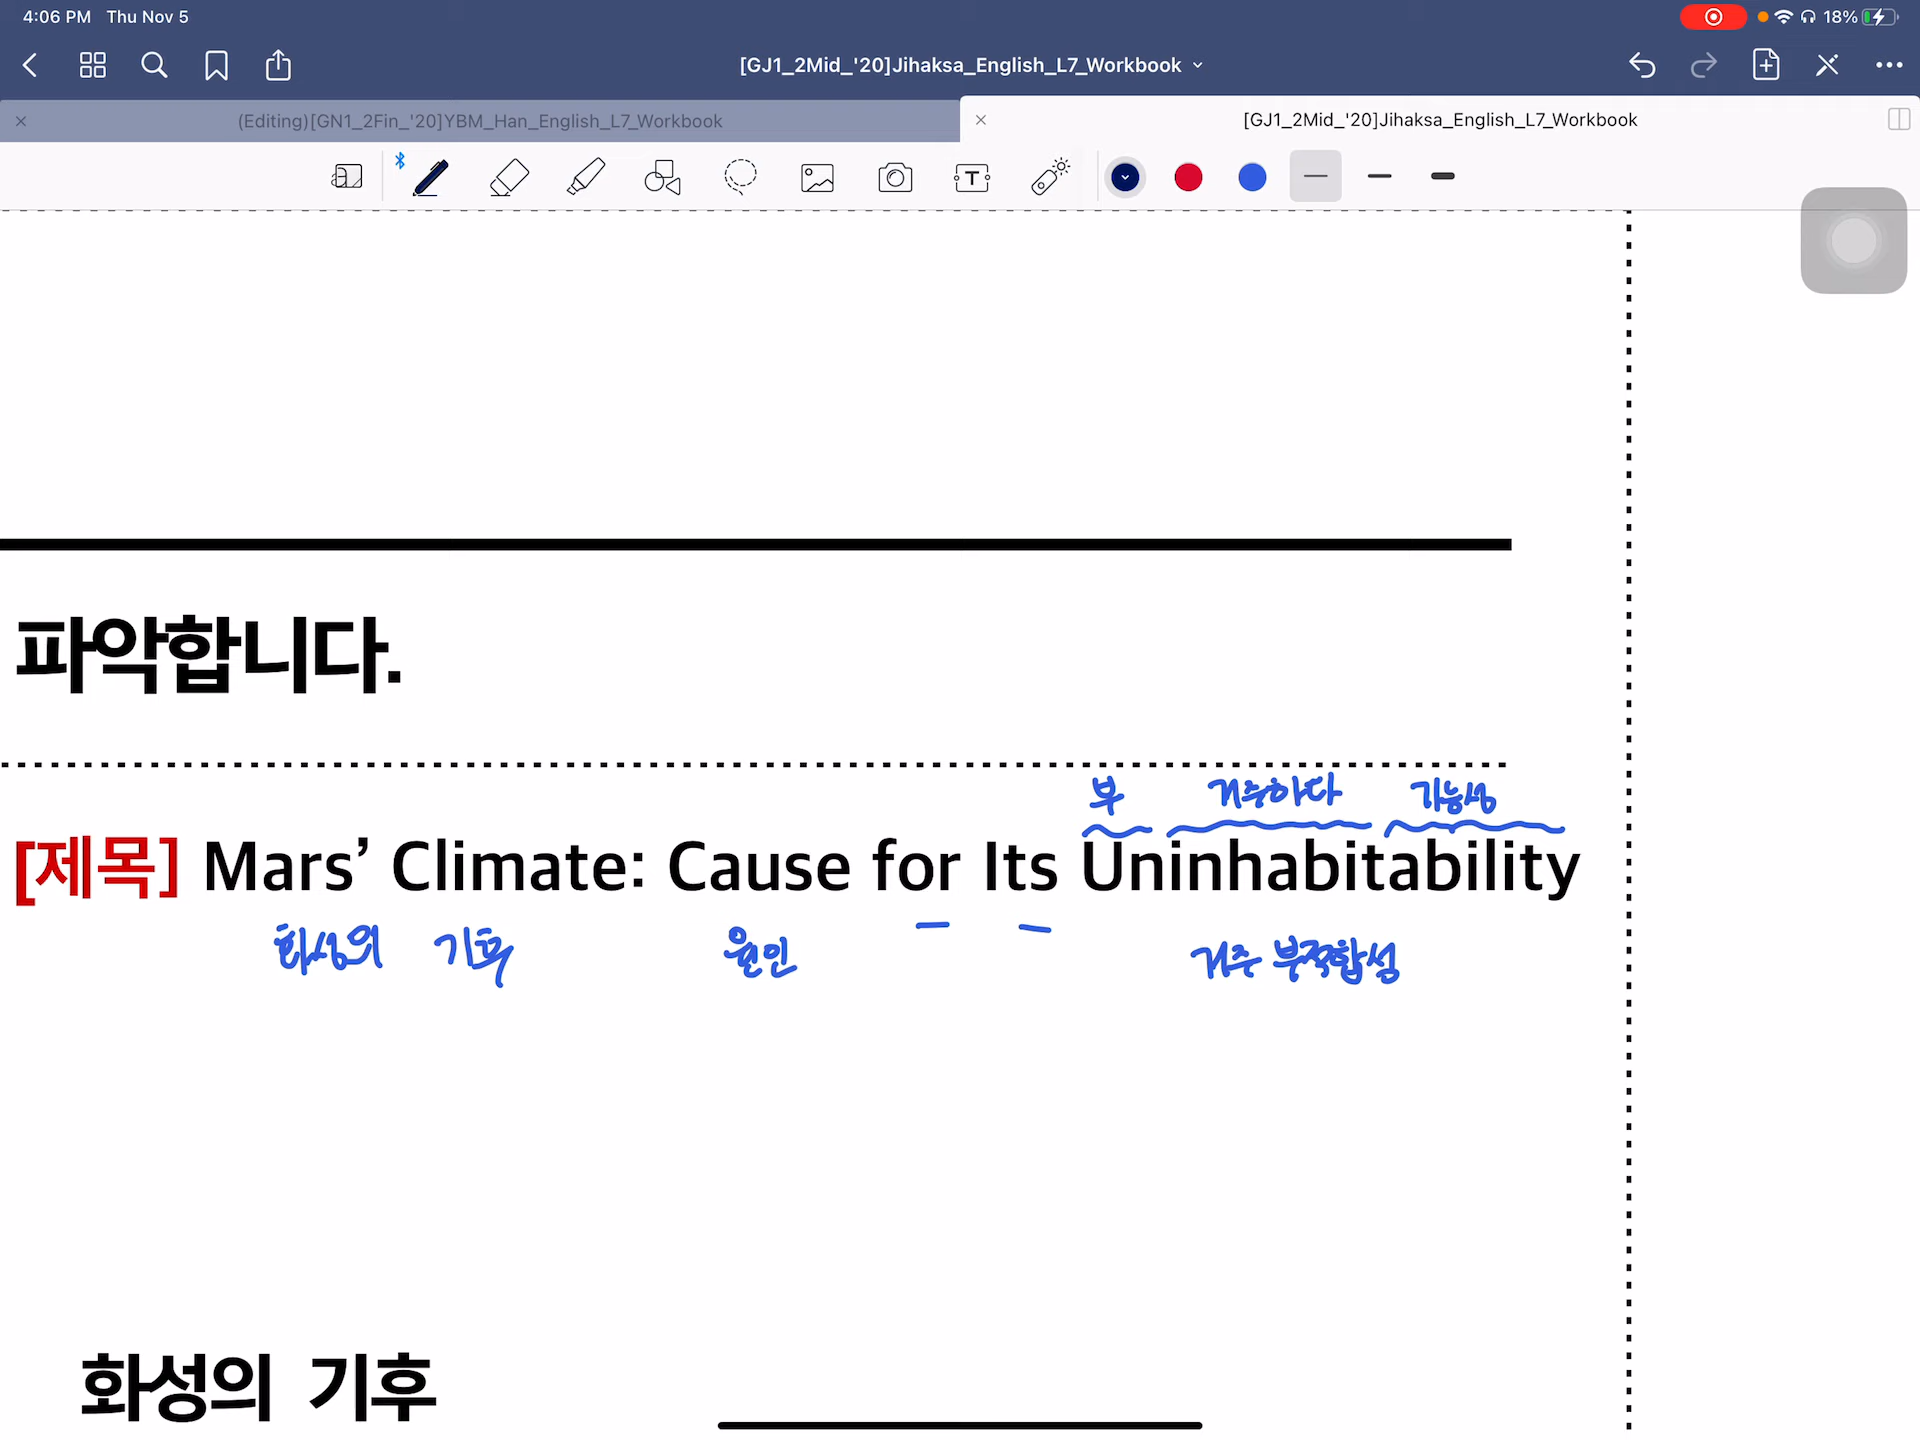 4:06 PM Thu Nov 5 18%
[GJ1_2Mid_'20]Jihaksa_English_L7_Workbook
(Editing)[GN1_2Fin_'20]YBM_Han_English_L7_Workbook [GJ1_2Mid_'20]Jihaksa_English_L7_Workbook
파악합니다.
부 거주하다 가능성
[제목] Mars’ Climate: Cause for Its Uninhabitability
화성의 기후 원인 거주 부적합성
화성의 기후